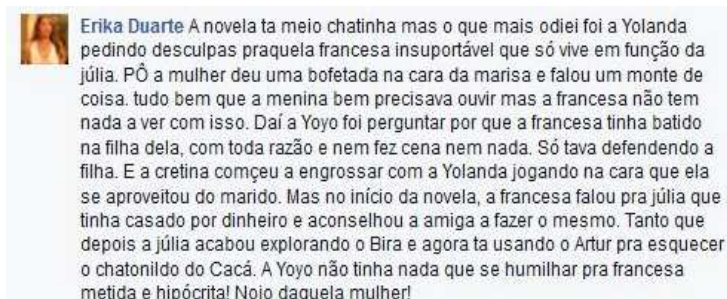 Erika Duarte A novela ta meio chatinha mas o que mais odiei foi a Yolanda
pedindo desculpas praquela francesa insuportável que só vive em função da
júlia. PÔ a mulher deu uma bofetada na cara da marisa e falou um monte de
coisa. tudo bem que a menina bem precisava ouvir mas a francesa não tem
nada a ver com isso. Daí a Yoyo foi perguntar por que a francesa tinha batido
na filha dela, com toda razão e nem fez cena nem nada. Só tava defendendo a
filha. E a cretina comçeu a engrossar com a Yolanda jogando na cara que ela
se aproveitou do marido. Mas no início da novela, a francesa falou pra júlia que
tinha casado por dinheiro e aconselhou a amiga a fazer o mesmo. Tanto que
depois a júlia acabou explorando o Bira e agora ta usando o Artur pra esquecer
o chatonildo do Cacá. A Yoyo não tinha nada que se humilhar pra francesa
metida e hipócrita! Nojo daquela mulher!